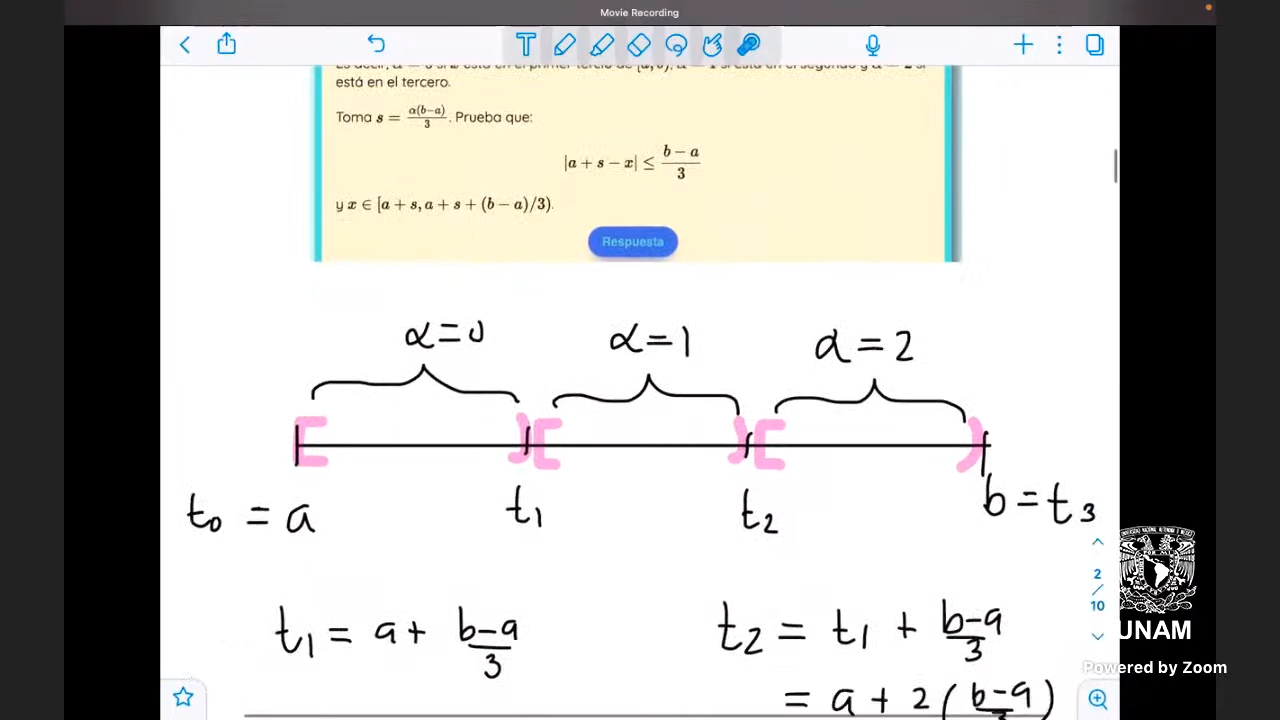 Movie Recording
está en el tercero.
Toma s = α(b−a)/3. Prueba que:
|a + s − x| ≤ (b − a)/3
y x ∈ [a + s, a + s + (b − a)/3).
Respuesta
α=0 α=1 α=2
t₀ = a t₁ t₂ b = t₃
t₁ = a + (b−a)/3 t₂ = t₁ + (b−a)/3
= a + 2((b−a)/3)
2
/
10
UNAM
Powered by Zoom